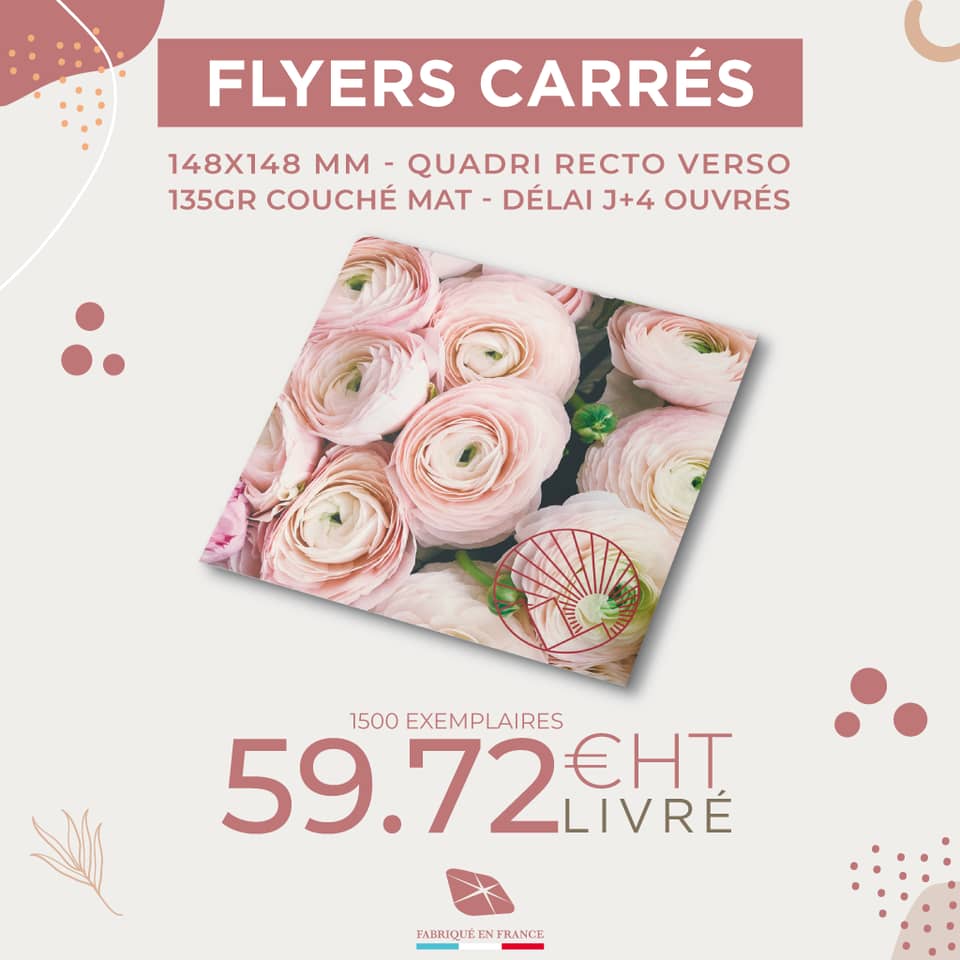 FLYERS CARRÉS
148X148 MM - QUADRI RECTO VERSO
135GR COUCHÉ MAT - DÉLAI J+4 OUVRÉS
1500 EXEMPLAIRES
59.72 €HT
LIVRÉ
FABRIQUÉ EN FRANCE